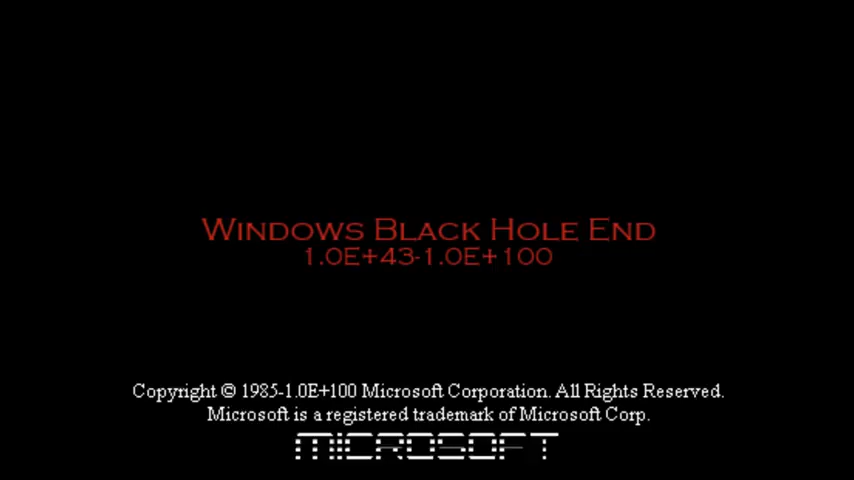 Windows Black Hole End
1.0E+43-1.0E+100
Copyright © 1985-1.0E+100 Microsoft Corporation. All Rights Reserved.
Microsoft is a registered trademark of Microsoft Corp.
MICROSOFT